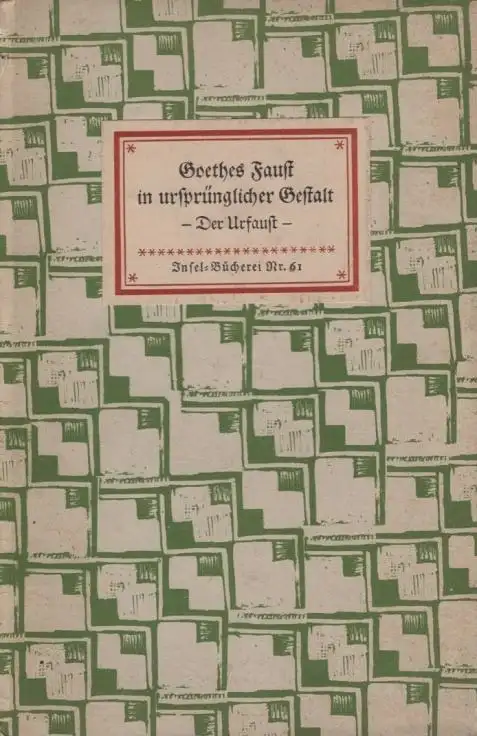 Goethes Faust
in ursprünglicher Gestalt
– Der Urfaust –
Insel-Bücherei Nr. 61